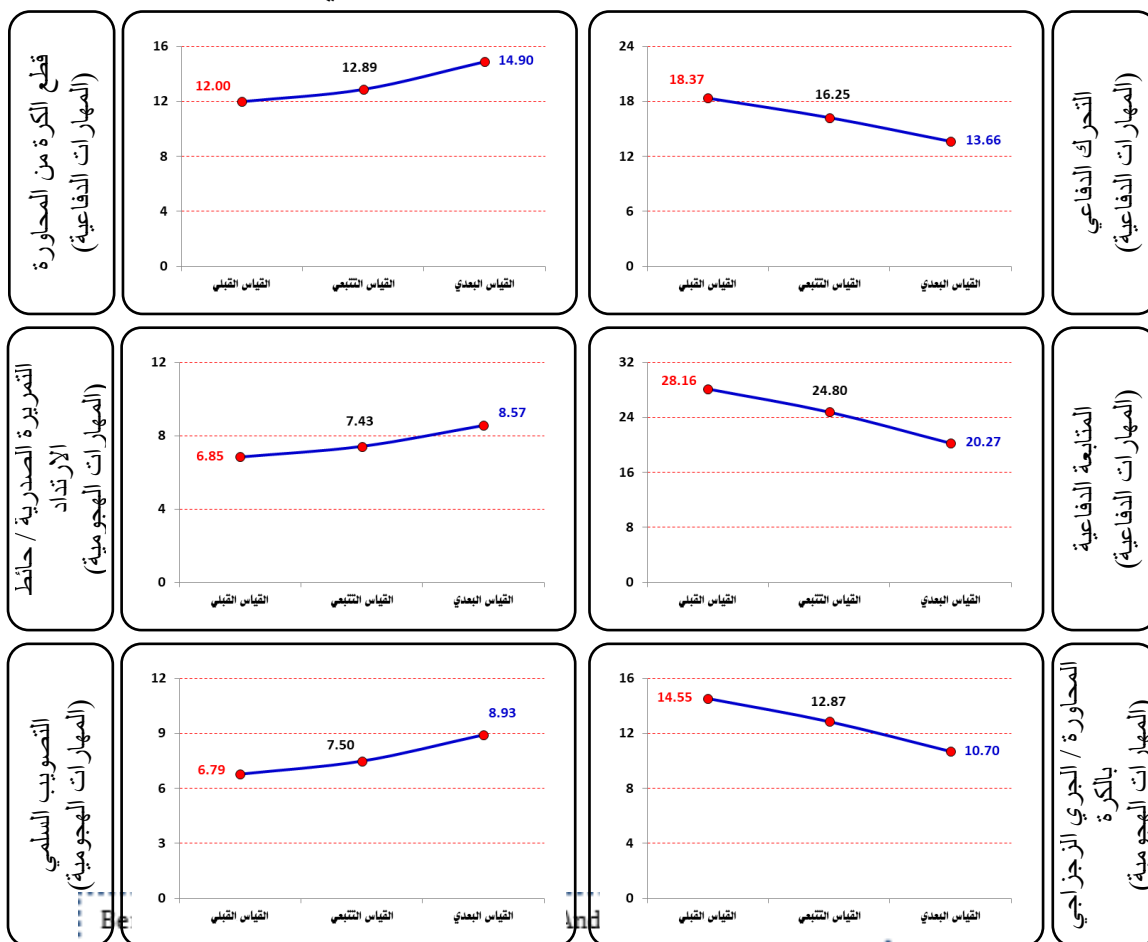 التحرك الدفاعي
(المهارات الدفاعية)
24
18
12
6
0
18.37
16.25
13.66
القياس القبلي
القياس التتبعي
القياس البعدي
قطع الكرة من المحاورة
(المهارات الدفاعية)
16
12
8
4
0
12.00
12.89
14.90
القياس القبلي
القياس التتبعي
القياس البعدي
المتابعة الدفاعية
(المهارات الدفاعية)
32
24
16
8
0
28.16
24.80
20.27
القياس القبلي
القياس التتبعي
القياس البعدي
التمريرة الصدرية / حائط
الارتداد
(المهارات الهجومية)
12
8
4
0
6.85
7.43
8.57
القياس القبلي
القياس التتبعي
القياس البعدي
المحاورة / الجري الزجزاجي
بالكرة
(المهارات الهجومية)
16
12
8
4
0
14.55
12.87
10.70
القياس القبلي
القياس التتبعي
القياس البعدي
التصويب السلمي
(المهارات الهجومية)
12
9
6
3
0
6.79
7.50
8.93
القياس القبلي
القياس التتبعي
القياس البعدي